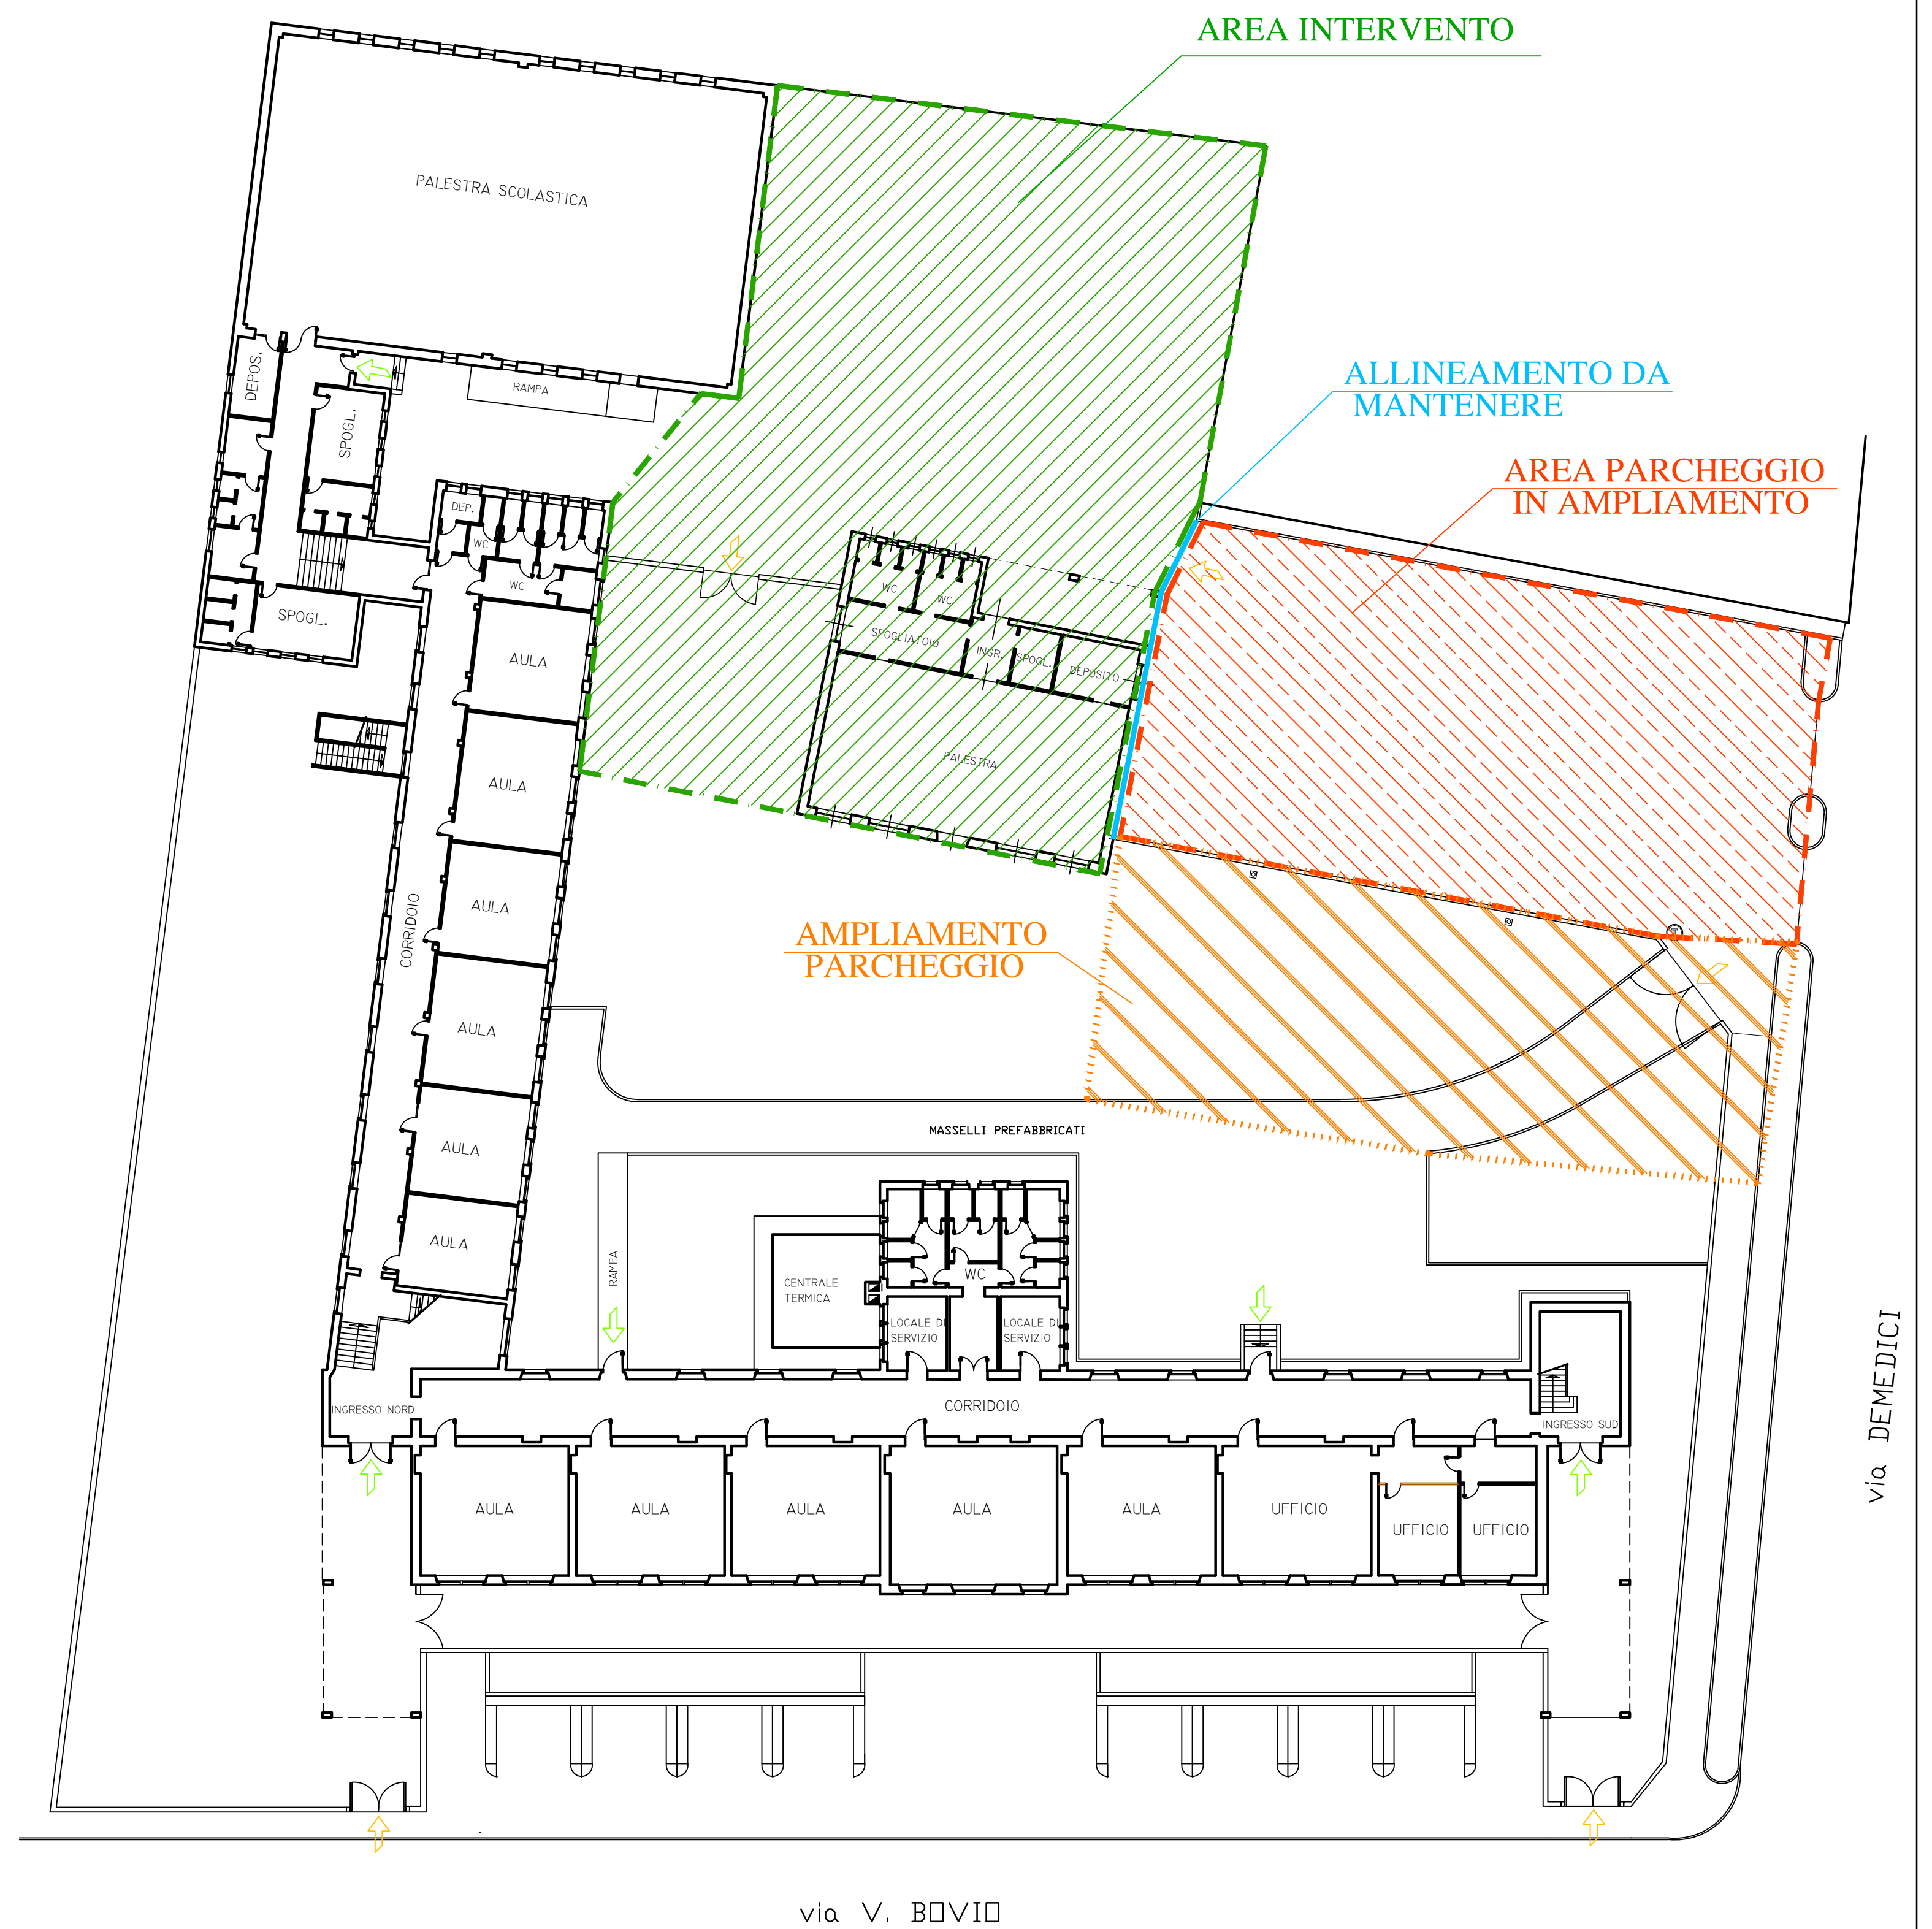 AREA INTERVENTO
PALESTRA SCOLASTICA
ALLINEAMENTO DA
MANTENERE
DEPOS.
RAMPA
SPOGL.
AREA PARCHEGGIO
IN AMPLIAMENTO
DEP.
WC
WC
WC
WC
SPOGL.
SPOGLIATOIO
INGR.
SPOGL.
DEPOSITO
AULA
PALESTRA
AULA
AULA
CORRIDOIO
AMPLIAMENTO
PARCHEGGIO
T
AULA
MASSELLI PREFABBRICATI
AULA
AULA
RAMPA
CENTRALE
TERMICA
WC
LOCALE DI
SERVIZIO
LOCALE DI
SERVIZIO
INGRESSO NORD
CORRIDOIO
INGRESSO SUD
via DEMEDICI
AULA
AULA
AULA
AULA
AULA
UFFICIO
UFFICIO
UFFICIO
via V. BOVIO